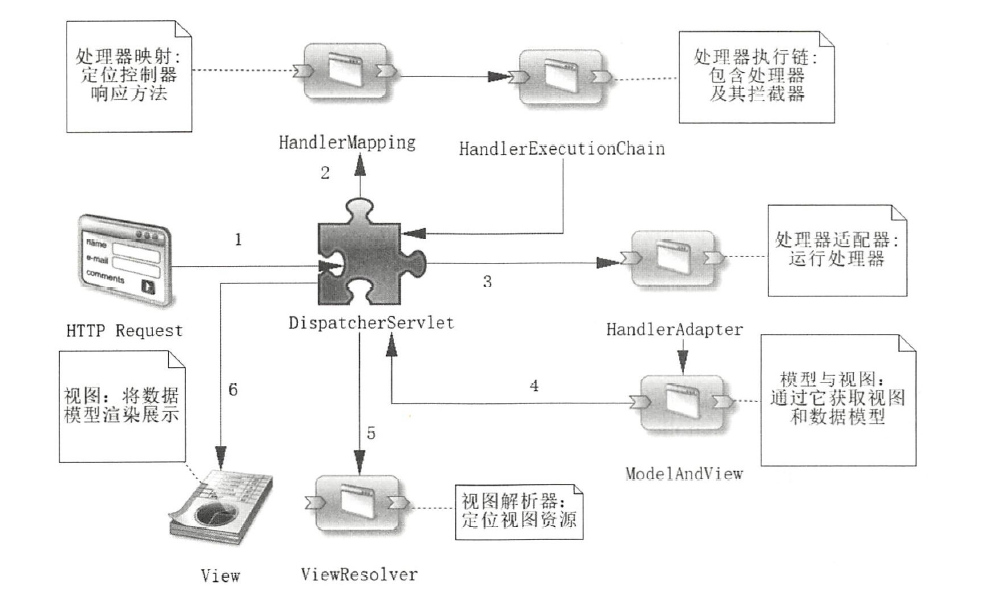 处理器映射:
定位控制器
响应方法
处理器执行链:
包含处理器
及其拦截器
HandlerMapping
HandlerExecutionChain
2
1
name
e-mail
comments
3
处理器适配器:
运行处理器
HTTP Request
DispatcherServlet
HandlerAdapter
视图: 将数据
模型渲染展示
6
4
5
模型与视图:
通过它获取视图
和数据模型
ModelAndView
视图解析器:
定位视图资源
View
ViewResolver